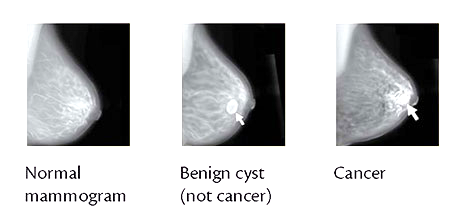 Normal
mammogram
Benign cyst
(not cancer)
Cancer